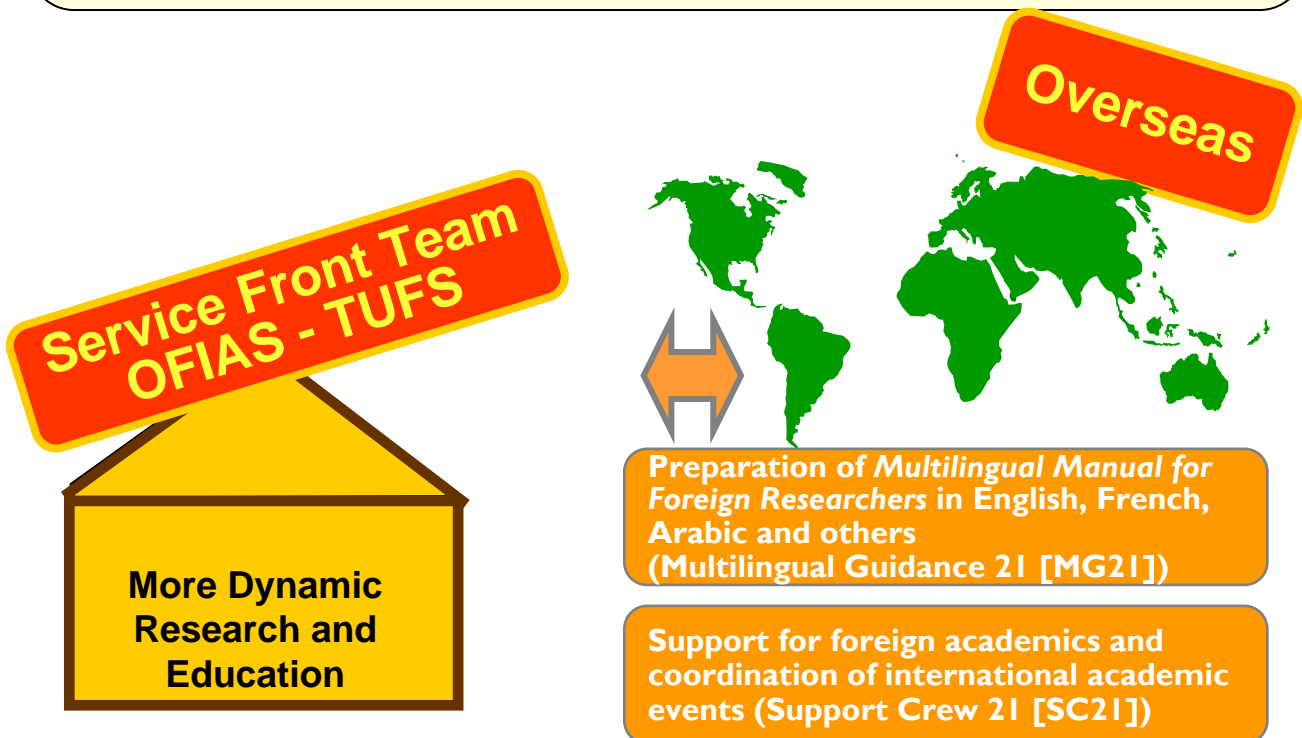 Overseas
Service Front Team
OFIAS - TUFS
More Dynamic
Research and
Education
Preparation of Multilingual Manual for
Foreign Researchers in English, French,
Arabic and others
(Multilingual Guidance 21 [MG21])
Support for foreign academics and
coordination of international academic
events (Support Crew 21 [SC21])